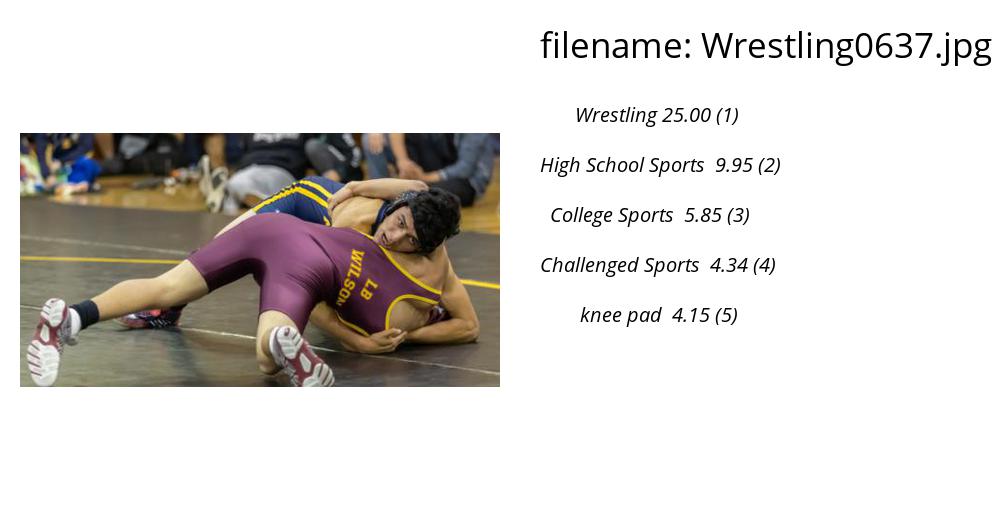 filename: Wrestling0637.jpg
Wrestling 25.00 (1)
High School Sports 9.95 (2)
College Sports 5.85 (3)
Challenged Sports 4.34 (4)
knee pad 4.15 (5)
LB
WILSON